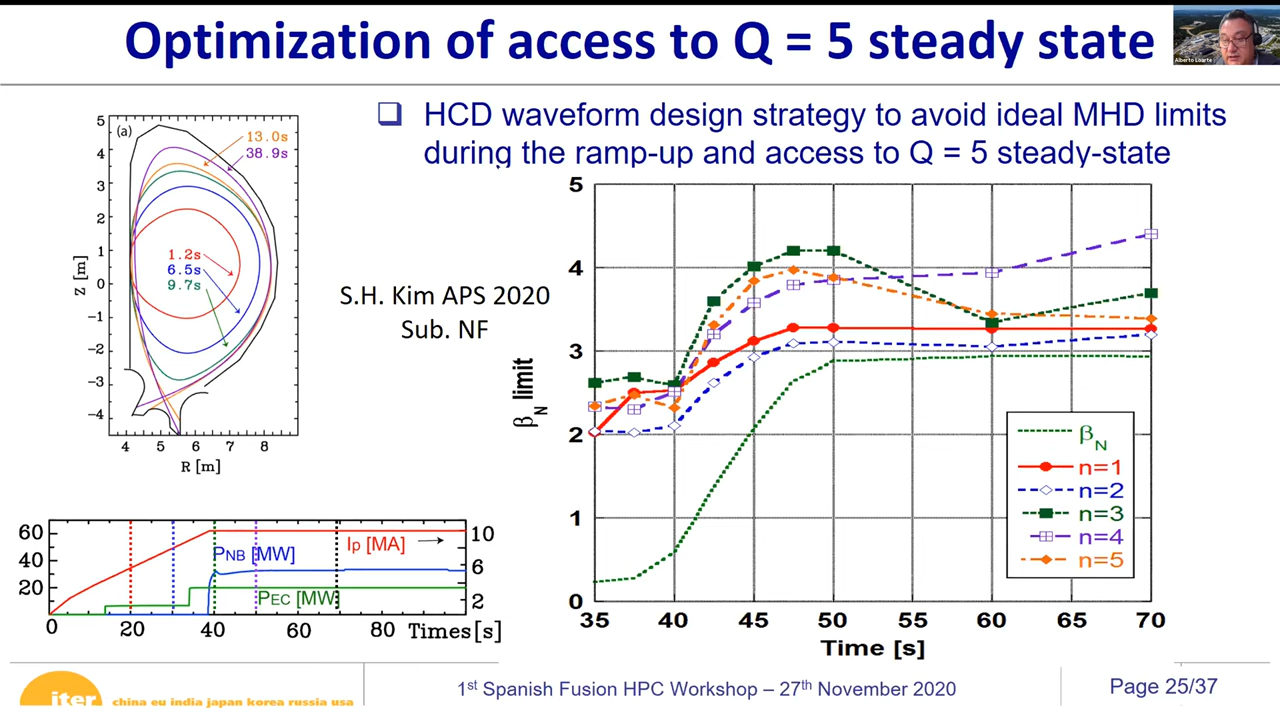 Optimization of access to Q = 5 steady state
Alberto Loarte
HCD waveform design strategy to avoid ideal MHD limits
during the ramp-up and access to Q = 5 steady-state
(a)
13.0s
38.9s
1.2s
6.5s
9.7s
5
4
3
2
1
0
−1
−2
−3
−4
Z [m]
4 5 6 7 8
R [m]
S.H. Kim APS 2020
Sub. NF
5
4
3
2
1
0
βN limit
35 40 45 50 55 60 65 70
Time [s]
βN
n=1
n=2
n=3
n=4
n=5
60
40
20
PNB [MW]
IP [MA]
PEC [MW]
10
6
2
0 20 40 60 80 Times[s]
iter
china eu india japan korea russia usa
1st Spanish Fusion HPC Workshop – 27th November 2020
Page 25/37